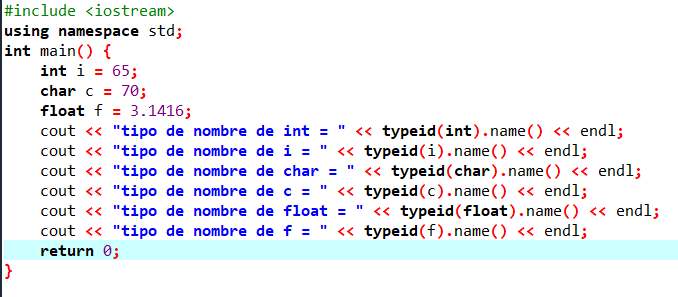 #include <iostream>
using namespace std;
int main() {
    int i = 65;
    char c = 70;
    float f = 3.1416;
    cout << "tipo de nombre de int = " << typeid(int).name() << endl;
    cout << "tipo de nombre de i = " << typeid(i).name() << endl;
    cout << "tipo de nombre de char = " << typeid(char).name() << endl;
    cout << "tipo de nombre de c = " << typeid(c).name() << endl;
    cout << "tipo de nombre de float = " << typeid(float).name() << endl;
    cout << "tipo de nombre de f = " << typeid(f).name() << endl;
    return 0;
}